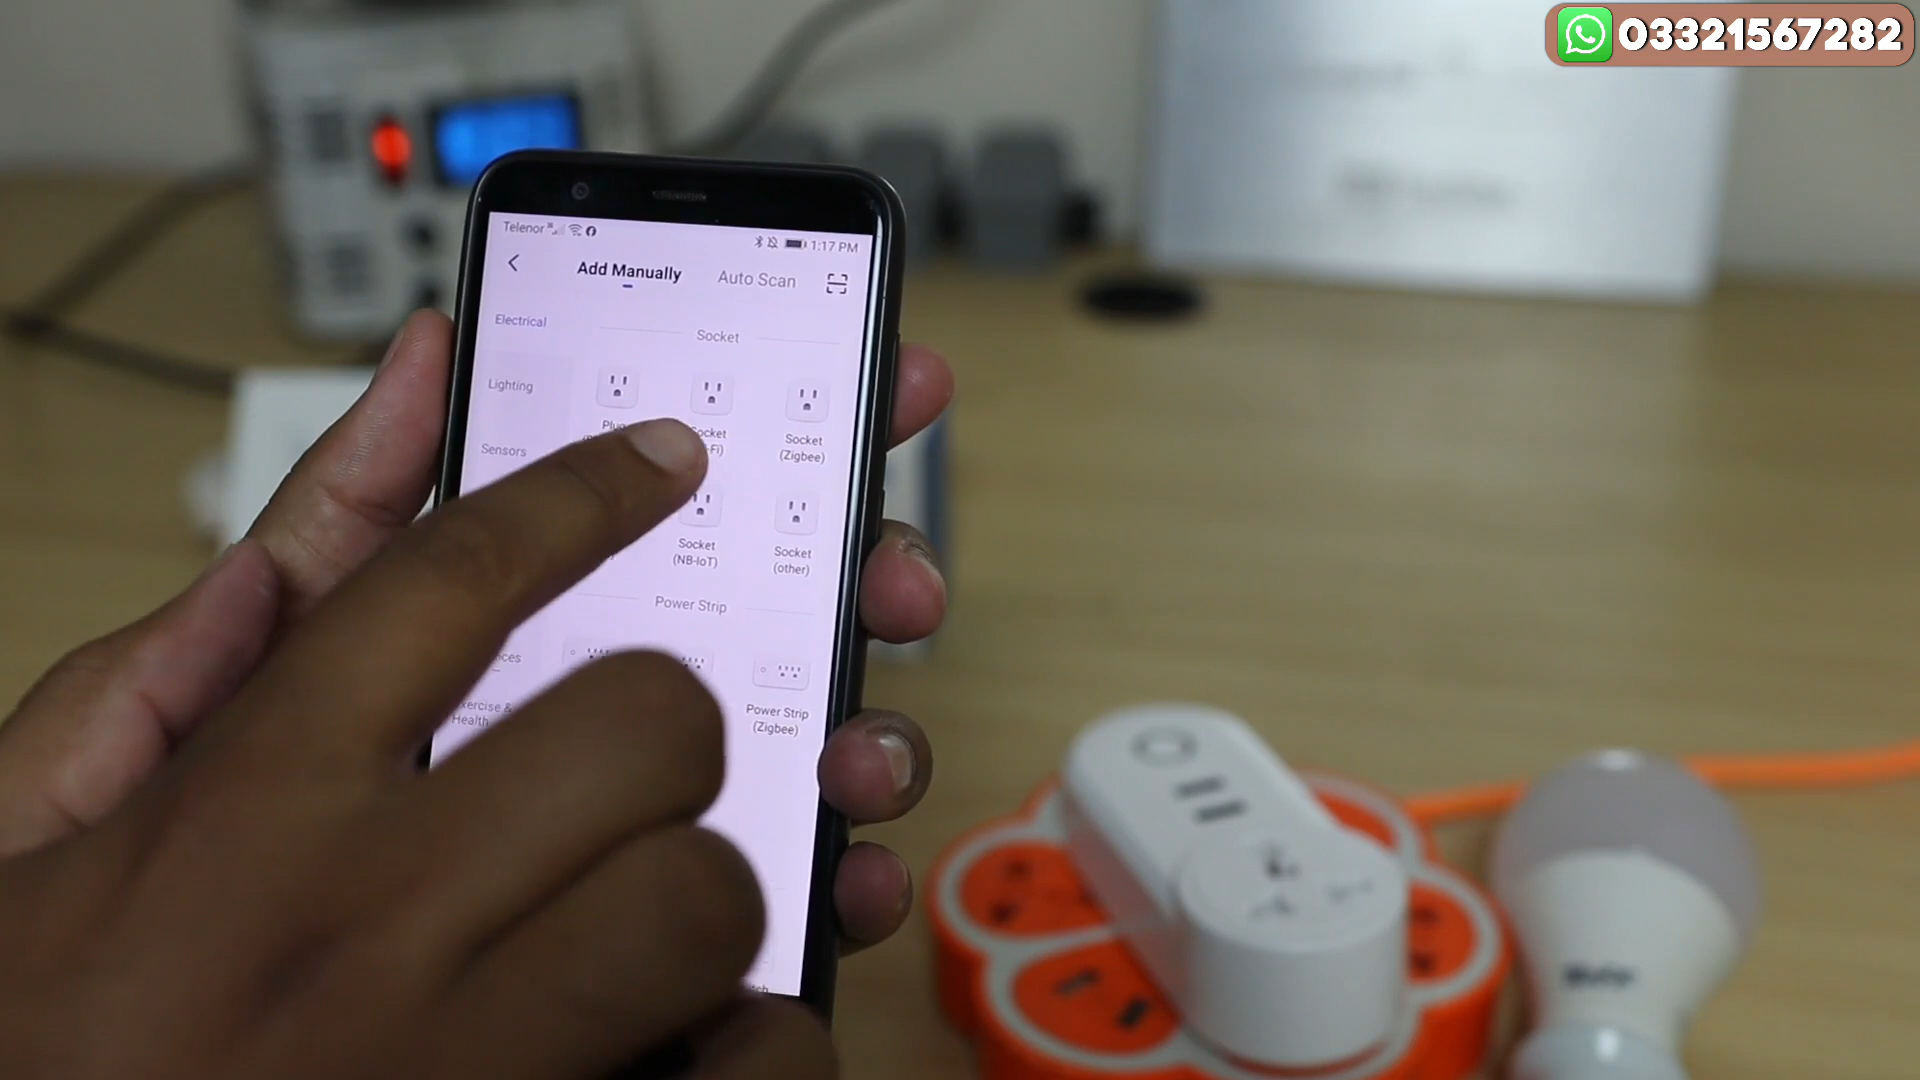 03321567282
Telenor
1:17 PM
Add Manually
Auto Scan
Electrical
Socket
Lighting
Socket
(Zigbee)
Sensors
Socket
(NB-IoT)
Socket
(other)
Power Strip
Health
Power Strip
(Zigbee)